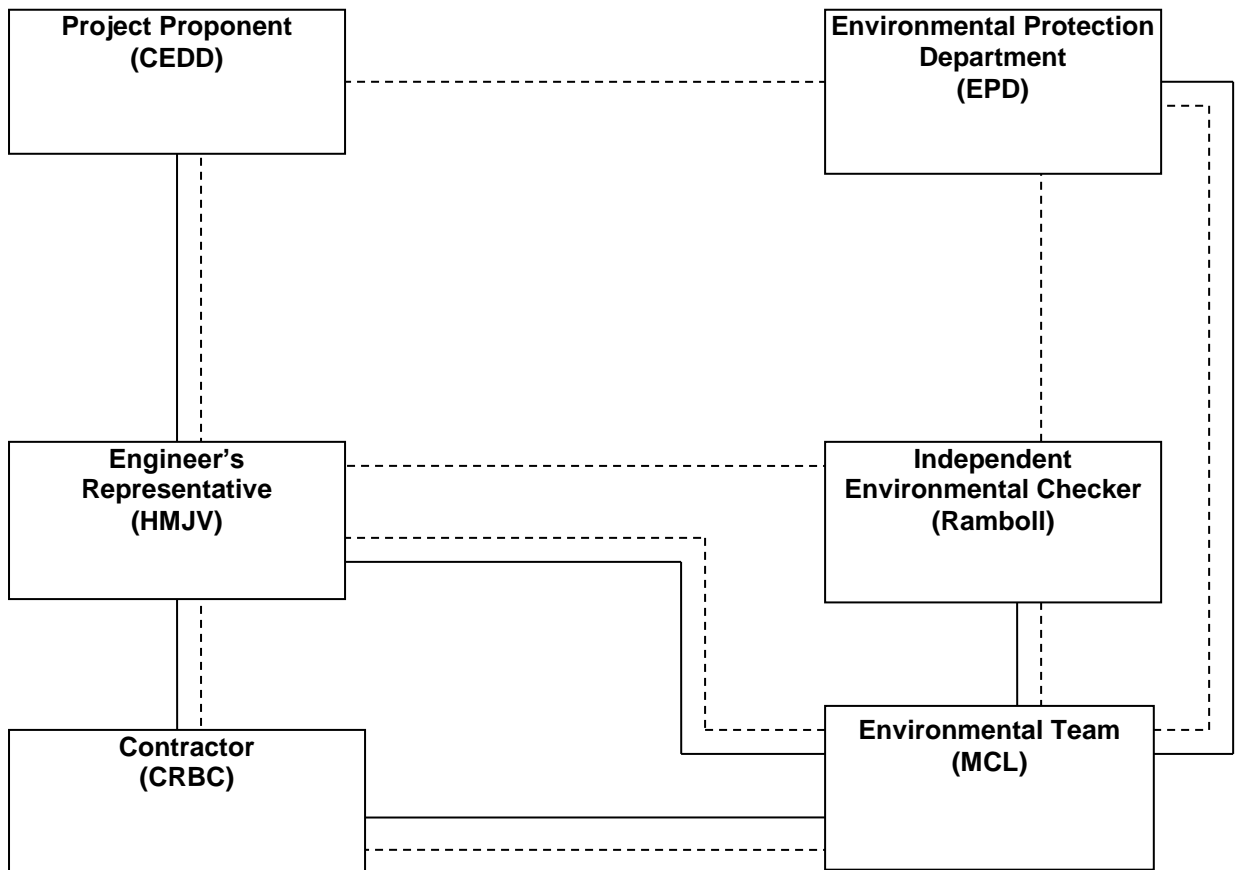 Project Proponent
(CEDD)
Environmental Protection
Department
(EPD)
Engineer’s
Representative
(HMJV)
Independent
Environmental Checker
(Ramboll)
Contractor
(CRBC)
Environmental Team
(MCL)